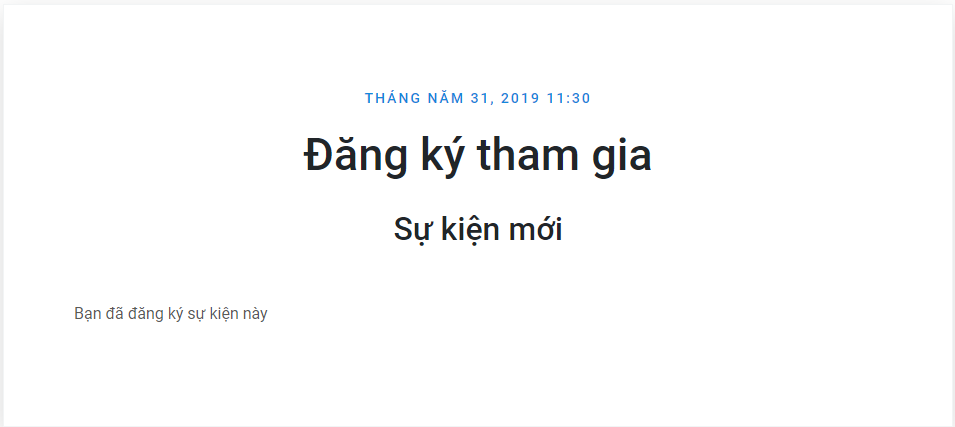 THÁNG NĂM 31, 2019 11:30
Đăng ký tham gia
Sự kiện mới
Bạn đã đăng ký sự kiện này